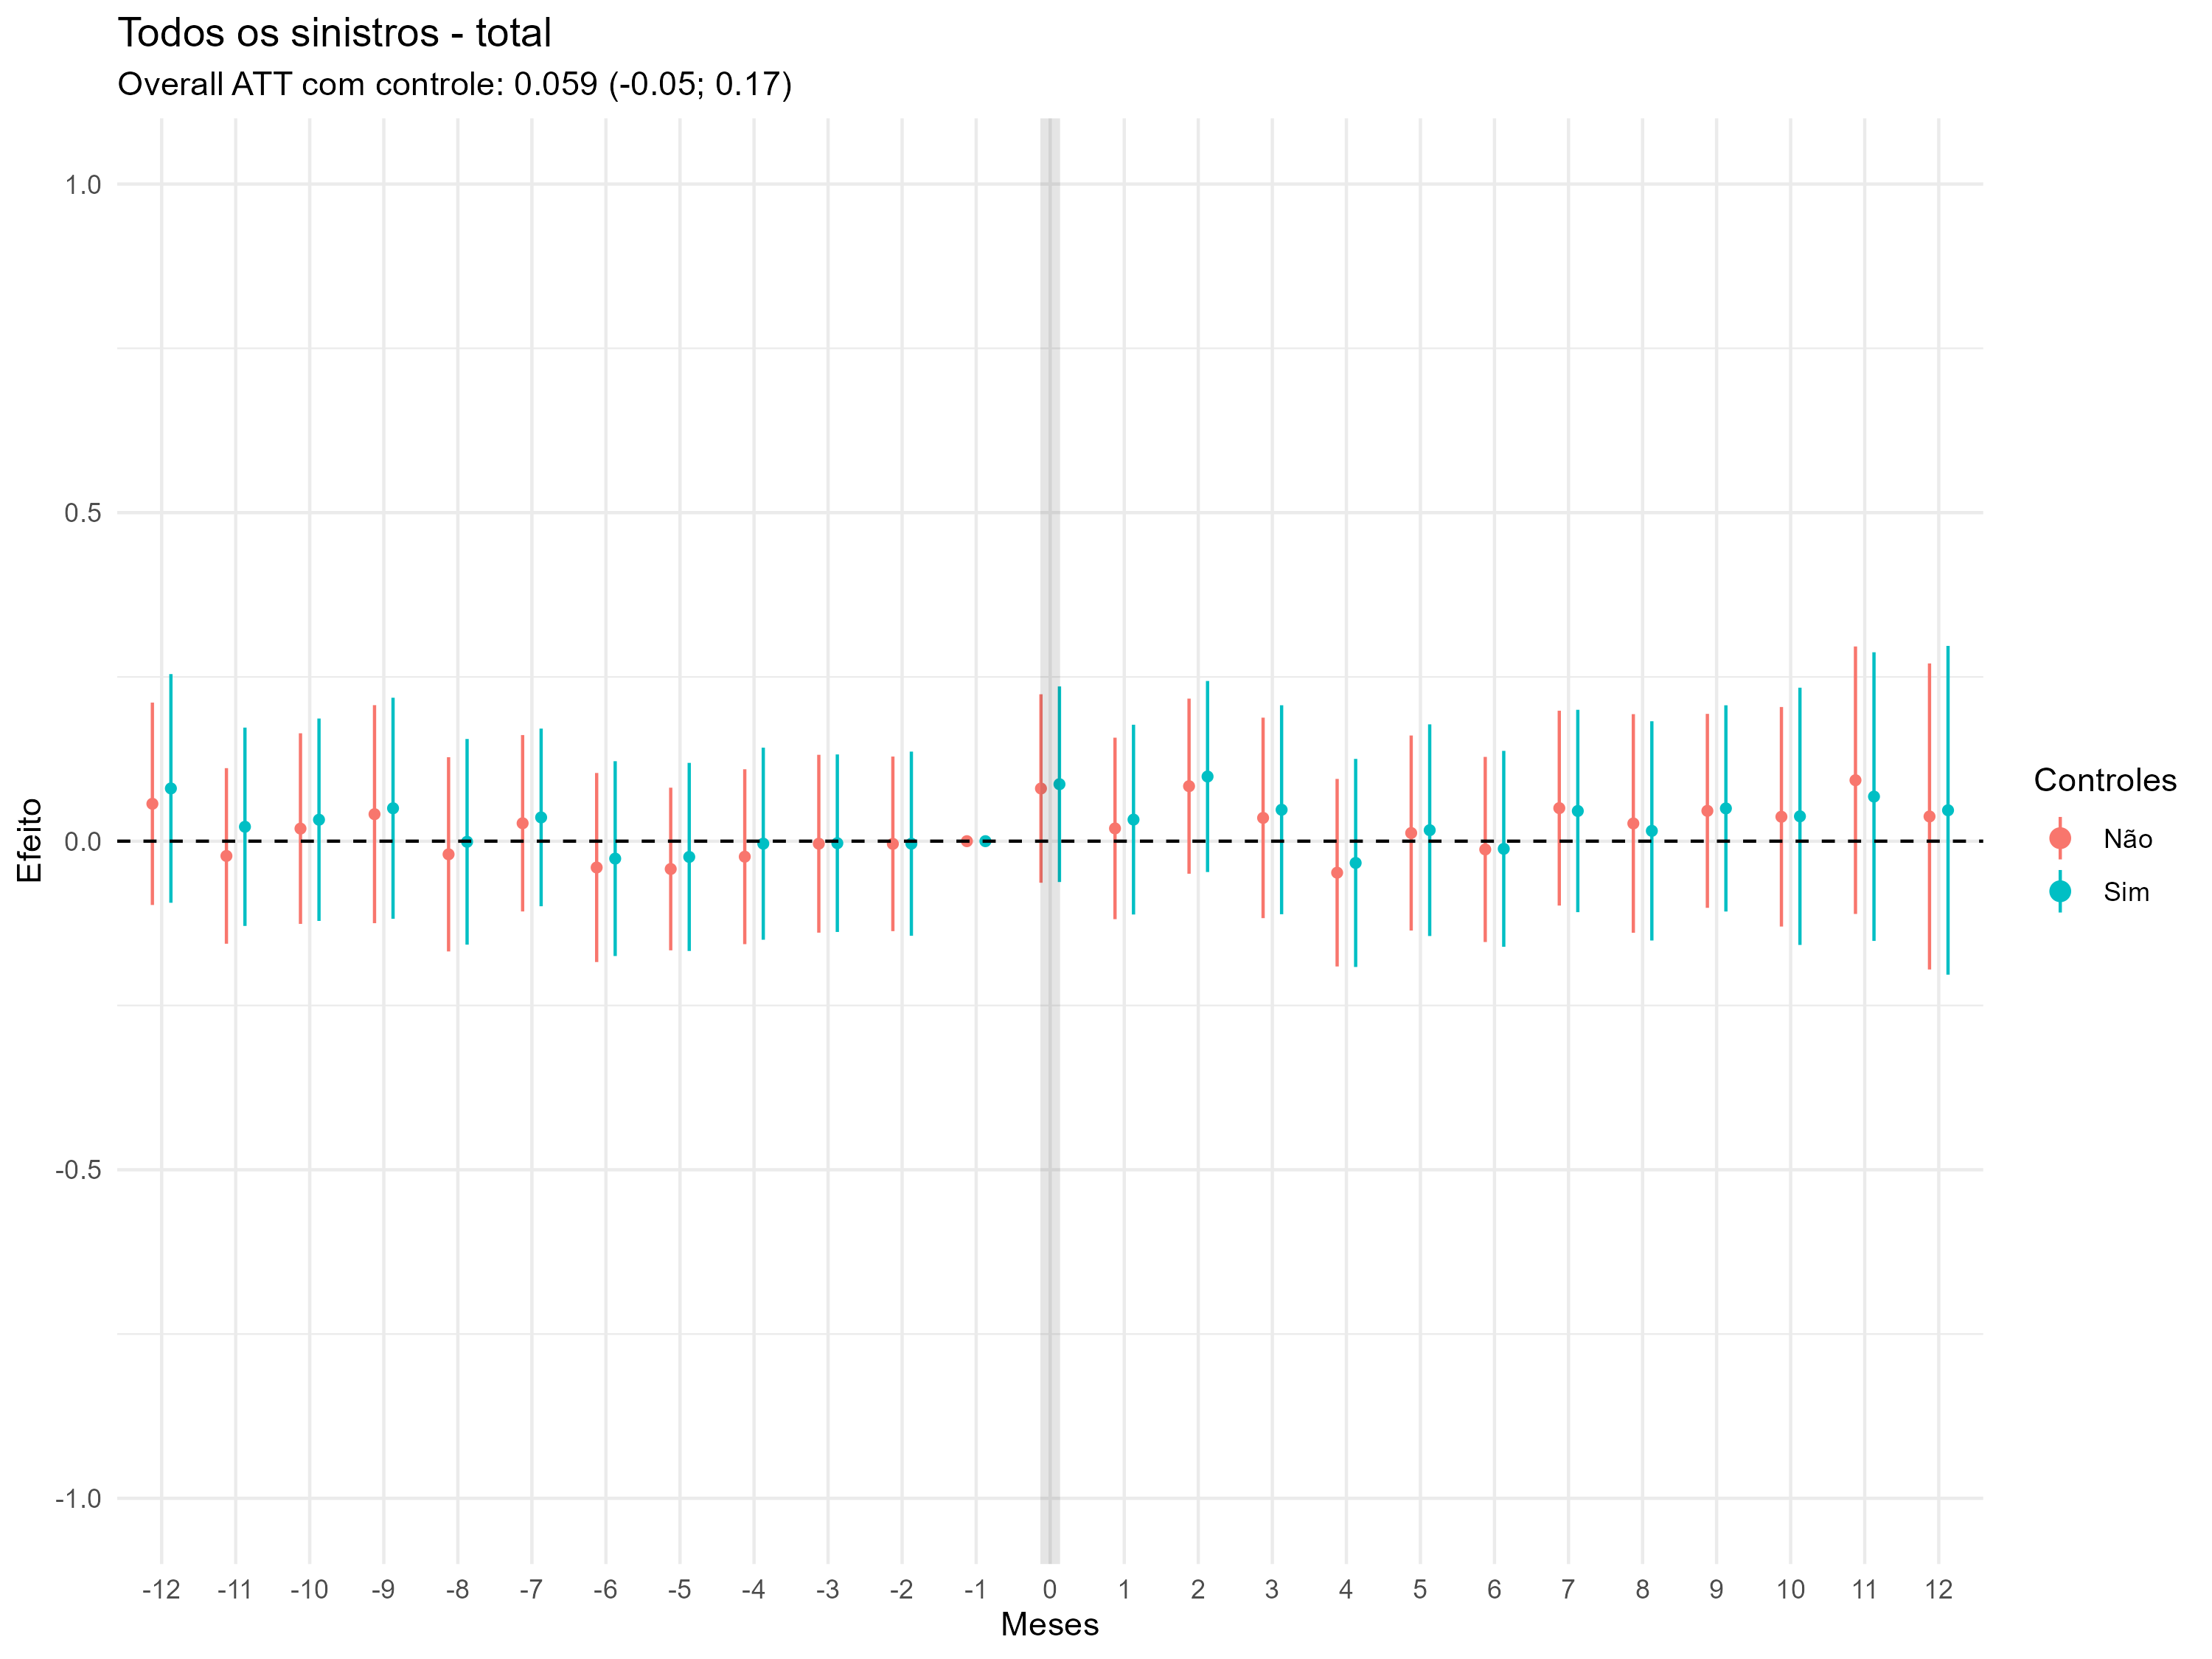 Todos os sinistros - total
Overall ATT com controle: 0.059 (-0.05; 0.17)
1.0
0.5
0.0
-0.5
-1.0
Efeito
-12 -11 -10 -9 -8 -7 -6 -5 -4 -3 -2 -1 0 1 2 3 4 5 6 7 8 9 10 11 12
Meses
Controles
Não
Sim